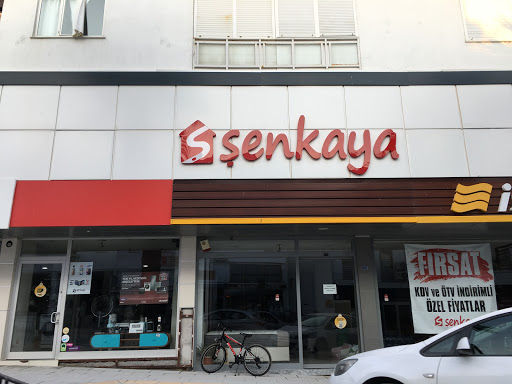 şenkaya
FIRSAT
KDV ve ÖTV İNDİRİMLİ
ÖZEL FİYATLAR
şenkaya